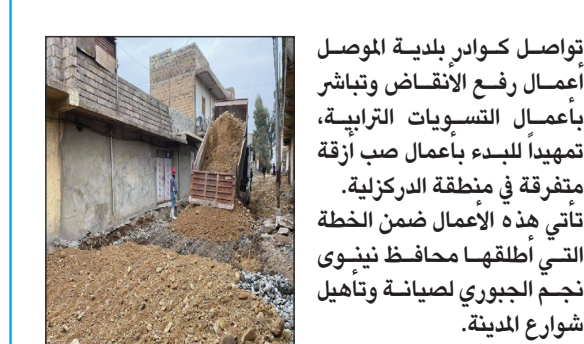 تواصل كوادر بلدية الموصل
أعمال رفع الأنقاض وتباشر
بأعمال التسويات الترابية،
تمهيداً للبدء بأعمال صب أزقة
متفرقة في منطقة الدركزلية.
تأتي هذه الأعمال ضمن الخطة
التي أطلقها محافظ نينوى
نجم الجبوري لصيانة وتأهيل
شوارع المدينة.